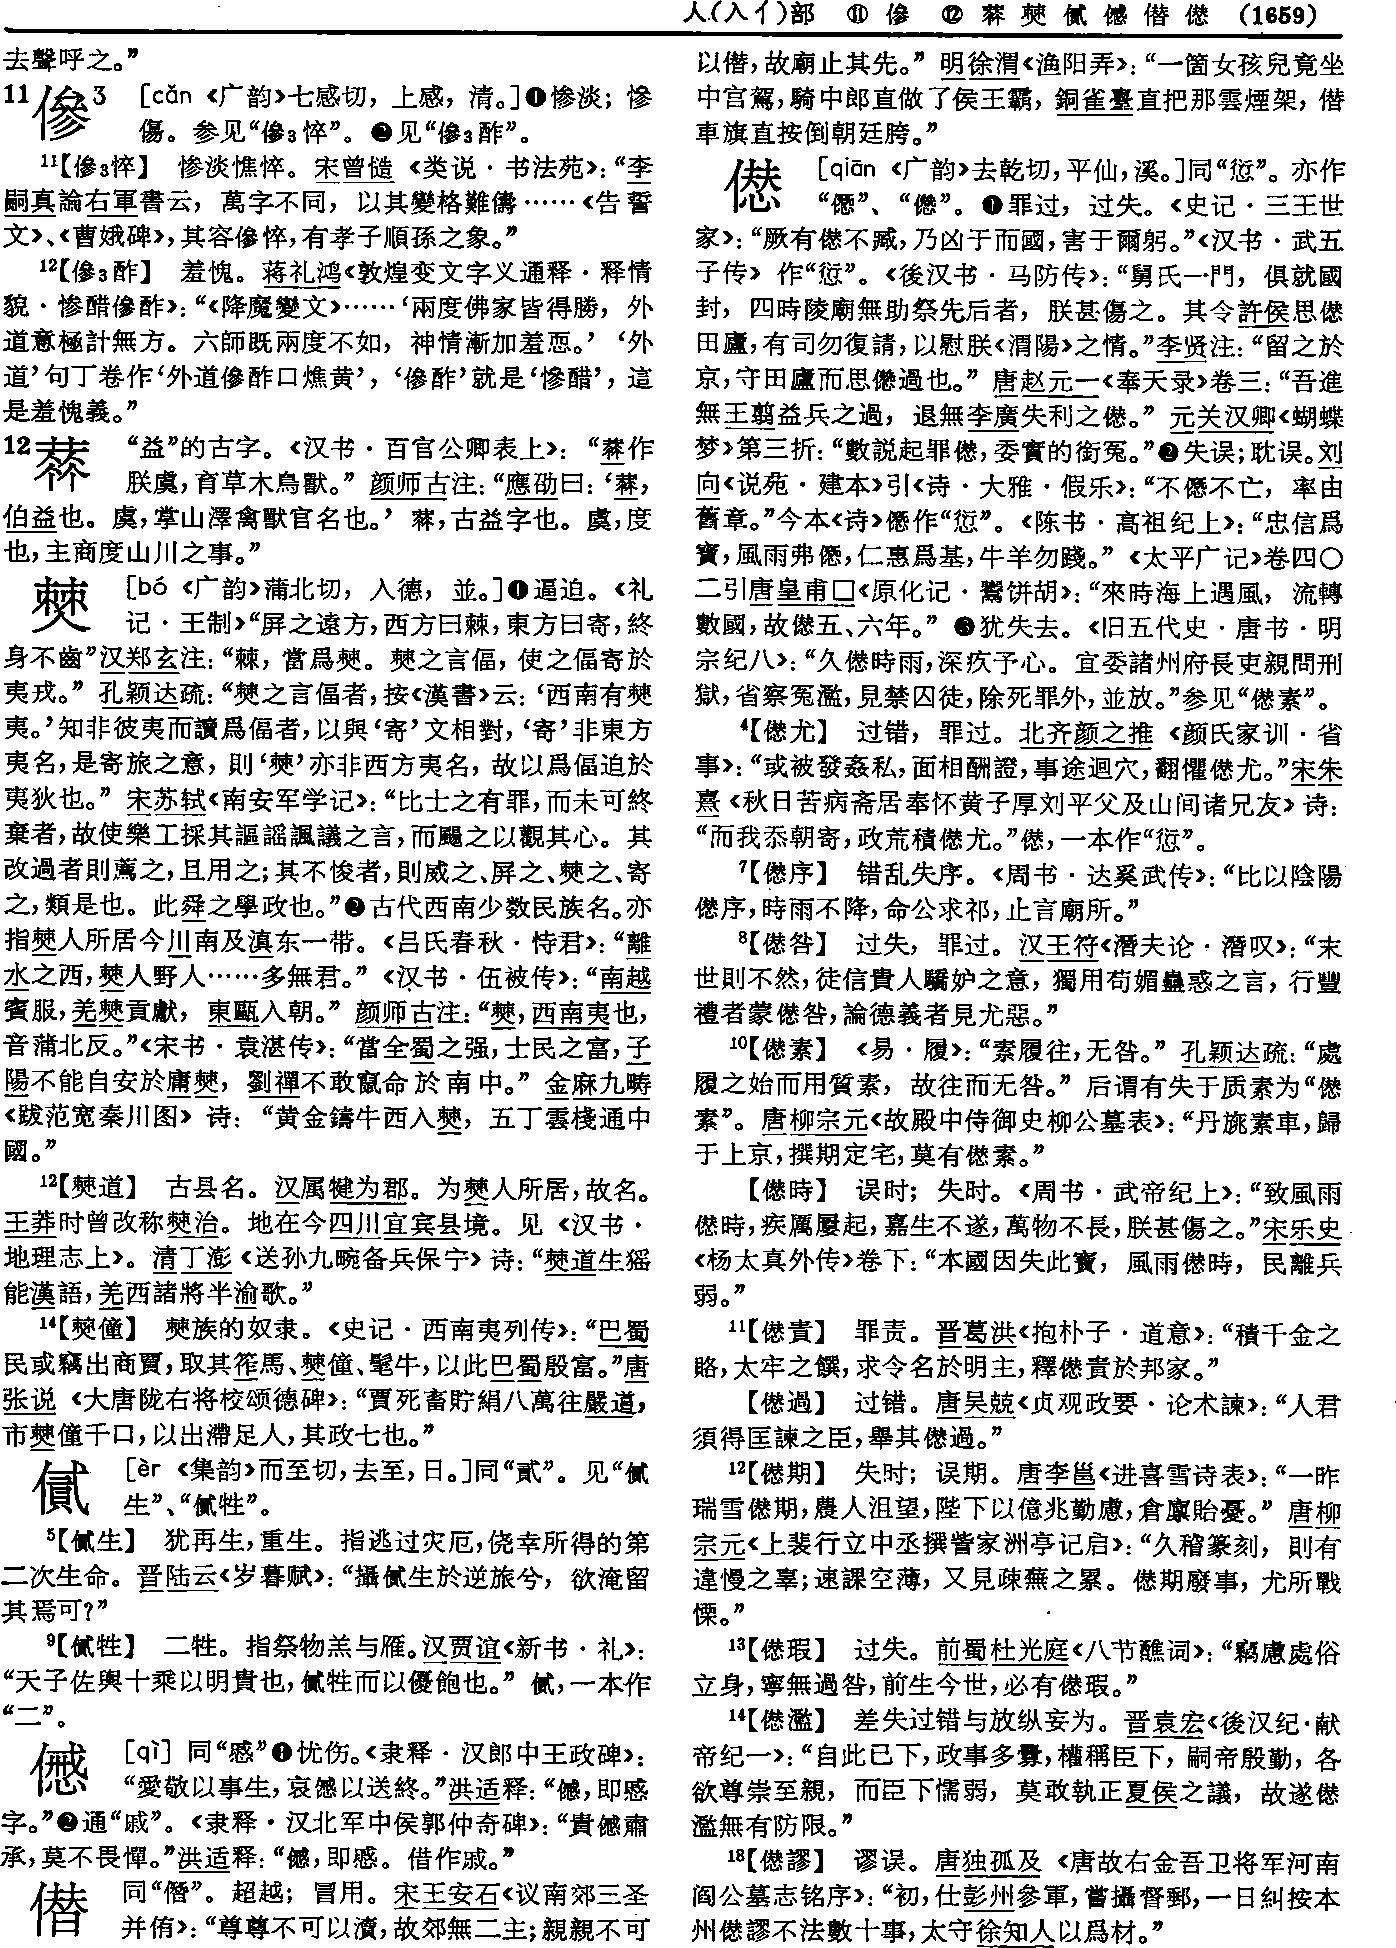 人(入亻)部 ⑪傪 ⑫𦺇僰㒃慽僣僁 (1659)
去聲呼之。”
11傪3 [cǎn 《广韵》七感切，上感，清。]❶惨淡；慘
傷。参见“傪3悴”。❷见“傪3酢”。
11【傪3悴】 惨淡憔悴。宋曾慥《类说·书法苑》：“李
嗣真論右軍書云，萬字不同，以其變格難儔……《告誓
文》、《曹娥碑》，其容傪悴，有孝子順孫之象。”
12【傪3酢】 羞愧。蒋礼鸿《敦煌变文字义通释·释情
貌·惨醋傪酢》：“《降魔變文》……‘兩度佛家皆得勝，外
道意極計無方。六師既兩度不如，神情漸加羞恧。’‘外
道’句丁卷作‘外道傪酢口燋黄’，‘傪酢’就是‘慘醋’，這
是羞愧義。”
12 “益”的古字。《汉书·百官公卿表上》：“作
朕虞，育草木鳥獸。”颜师古注：“應劭曰：‘，
伯益也。虞，掌山澤禽獸官名也。’，古益字也。虞，度
也，主商度山川之事。”
僰 [bó 《广韵》蒲北切，入德，並。]❶逼迫。《礼
记·王制》“屏之遠方，西方曰棘，東方曰寄，終
身不齒”汉郑玄注：“棘，當爲僰。僰之言偪，使之偪寄於
夷戎。”孔颖达疏：“僰之言偪者，按《漢書》云：‘西南有僰
夷。’知非彼夷而讀爲偪者，以與‘寄’文相對，‘寄’非東方
夷名，是寄旅之意，則‘僰’亦非西方夷名，故以爲偪迫於
夷狄也。”宋苏轼《南安军学记》：“比士之有罪，而未可終
棄者，故使樂工採其謳謡諷議之言，而颺之以觀其心。其
改過者則薦之，且用之；其不悛者，則威之、屏之、僰之、寄
之，類是也。此舜之學政也。”❷古代西南少数民族名。亦
指僰人所居今川南及滇东一带。《吕氏春秋·恃君》：“離
水之西，僰人野人……多無君。”《汉书·伍被传》：“南越
賓服，羌僰貢獻，東甌入朝。”颜师古注：“僰，西南夷也，
音蒲北反。”《宋书·袁湛传》：“當全蜀之强，士民之富，子
陽不能自安於庸僰，劉禪不敢竄命於南中。”金麻九畴
《跋范宽秦川图》诗：“黄金鑄牛西入僰，五丁雲棧通中
國。”
12【僰道】 古县名。汉属犍为郡。为僰人所居，故名。
王莽时曾改称僰治。地在今四川宜宾县境。见《汉书·
地理志上》。清丁澎《送孙九畹备兵保宁》诗：“僰道生猺
能漢語，羌西諸將半渝歌。”
14【僰僮】 僰族的奴隶。《史记·西南夷列传》：“巴蜀
民或竊出商賈，取其筰馬、僰僮、髦牛，以此巴蜀殷富。”唐
张说《大唐陇右将校颂德碑》：“賈死畜貯絹八萬往嚴道，
市僰僮千口，以出滯足人，其政七也。”
 [èr 《集韵》而至切，去至，日。]同“貳”。见“
生”、“牲”。
5【生】 犹再生，重生。指逃过灾厄，侥幸所得的第
二次生命。晋陆云《岁暮赋》：“攝生於逆旅兮，欲淹留
其焉可？”
9【牲】 二牲。指祭物羔与雁。汉贾谊《新书·礼》：
“天子佐輿十乘以明貴也，牲而以優飽也。”，一本作
“二”。
 [qì] 同“慼”❶忧伤。《隶释·汉郎中王政碑》：
“愛敬以事生，哀以送終。”洪适释：“，即慼
字。”❷通“戚”。《隶释·汉北军中侯郭仲奇碑》：“貴肅
承，莫不畏憚。”洪适释：“，即慼。借作戚。”
僣 同“僭”。超越；冒用。宋王安石《议南郊三圣
并侑》：“尊尊不可以瀆，故郊無二主；親親不可
以僣，故廟止其先。”明徐渭《渔阳弄》：“一箇女孩兒竟坐
中宫駕，騎中郎直做了侯王霸，銅雀臺直把那雲煙架，僣
車旗直按倒朝廷胯。”
僁 [qiān 《广韵》去乾切，平仙，溪。]同“愆”。亦作
“僫”、“僽”。❶罪过，过失。《史记·三王世
家》：“厥有僁不臧，乃凶于而國，害于爾躬。”《汉书·武五
子传》作“愆”。《後汉书·马防传》：“舅氏一門，俱就國
封，四時陵廟無助祭先后者，朕甚傷之。其令許侯思僁
田廬，有司勿復請，以慰朕《渭陽》之情。”李贤注：“留之於
京，守田廬而思僁過也。”唐赵元一《奉天录》卷三：“吾進
無王翦益兵之過，退無李廣失利之僁。”元关汉卿《蝴蝶
梦》第三折：“數説起罪僁，委實的銜冤。”❷失误；耽误。刘
向《说苑·建本》引《诗·大雅·假乐》：“不僁不亡，率由
舊章。”今本《诗》僁作“愆”。《陈书·高祖纪上》：“忠信爲
寳，風雨弗僁，仁惠爲基，牛羊勿踐。”《太平广记》卷四〇
二引唐皇甫□《原化记·鬻饼胡》：“來時海上遇風，流轉
數國，故僁五、六年。”❸犹失去。《旧五代史·唐书·明
宗纪八》：“久僁時雨，深疚予心。宜委諸州府長吏親問刑
獄，省察冤濫，見禁囚徒，除死罪外，並放。”参见“僁素”。
4【僁尤】 过错，罪过。北齐颜之推《颜氏家训·省
事》：“或被發姦私，面相酬證，事途迴穴，翻懼僁尤。”宋朱
熹《秋日苦病斋居奉怀黄子厚刘平父及山间诸兄友》诗：
“而我忝朝寄，政荒積僁尤。”僁，一本作“愆”。
7【僁序】 错乱失序。《周书·达奚武传》：“比以陰陽
僁序，時雨不降，命公求祁，止言廟所。”
8【僁咎】 过失，罪过。汉王符《潛夫论·潛叹》：“末
世則不然，徒信貴人驕妒之意，獨用苟媚蠱惑之言，行豐
禮者蒙僁咎，論德義者見尤惡。”
10【僁素】 《易·履》：“素履往，无咎。”孔颖达疏：“處
履之始而用質素，故往而无咎。”后谓有失于质素为“僁
素”。唐柳宗元《故殿中侍御史柳公墓表》：“丹旐素車，歸
于上京，撰期定宅，莫有僁素。”
【僁時】 误时；失时。《周书·武帝纪上》：“致風雨
僁時，疾厲屢起，嘉生不遂，萬物不長，朕甚傷之。”宋乐史
《杨太真外传》卷下：“本國因失此寳，風雨僁時，民離兵
弱。”
11【僁責】 罪责。晋葛洪《抱朴子·道意》：“積千金之
賂，太牢之饌，求令名於明主，釋僁責於邦家。”
【僁過】 过错。唐吴兢《贞观政要·论术諫》：“人君
須得匡諫之臣，舉其僁過。”
12【僁期】 失时；误期。唐李邕《进喜雪诗表》：“一昨
瑞雪僁期，農人沮望，陛下以億兆勤慮，倉廪貽憂。”唐柳
宗元《上裴行立中丞撰訾家洲亭记启》：“久稽篆刻，則有
違慢之辜；速課空薄，又見疎蕪之累。僁期廢事，尤所戰
慄。”
13【僁瑕】 过失。前蜀杜光庭《八节醮词》：“竊慮處俗
立身，寧無過咎，前生今世，必有僁瑕。”
14【僁濫】 差失过错与放纵妄为。晋袁宏《後汉纪·献
帝纪一》：“自此已下，政事多釁，權稱臣下，嗣帝殷勤，各
欲尊崇至親，而臣下懦弱，莫敢執正夏侯之議，故遂僁
濫無有防限。”
18【僁謬】 谬误。唐独孤及《唐故右金吾卫将军河南
阎公墓志铭序》：“初，仕彭州參軍，嘗攝督郵，一日糾按本
州僁謬不法數十事，太守徐知人以爲材。”